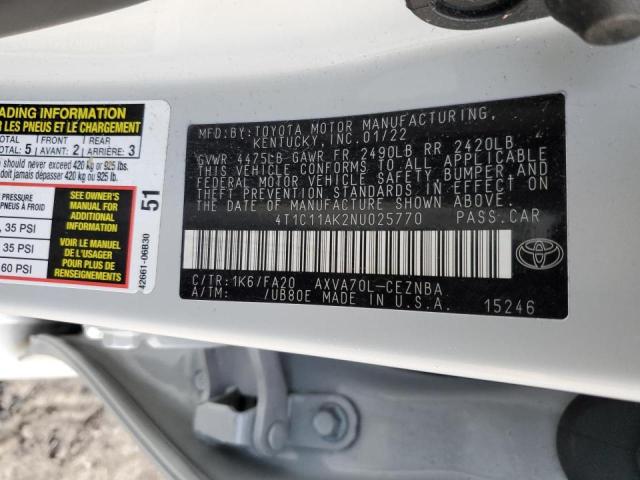 ADING INFORMATION
R LES PNEUS ET LE CHARGEMENT
TOTAL 5 FRONT AVANT: 2 REAR ARRIÈRE: 3
should never exceed 420 kg or 925 lbs.
doit jamais dépasser 420 kg ou 925 lb.
PRESSURE
PNEUS À FROID
, 35 PSI
35 PSI
60 PSI
SEE OWNER'S
MANUAL FOR
ADDITIONAL
INFORMATION
VOIR LE MANUEL
DE L'USAGER
POUR PLUS DE
RENSEIGNEMENTS
51
42661-06B30
MFD.BY:TOYOTA MOTOR MANUFACTURING,
KENTUCKY, INC.01/22
GVWR 4475LB GAWR FR 2490LB RR 2420LB
THIS VEHICLE CONFORMS TO ALL APPLICABLE
FEDERAL MOTOR VEHICLE SAFETY, BUMPER, AND
THEFT PREVENTION STANDARDS IN EFFECT ON
THE DATE OF MANUFACTURE SHOWN ABOVE.
4T1C11AK2NU025770 PASS.CAR
C/TR:1K6/FA20 AXVA70L-CEZNBA
A/TM: /UB80E MADE IN U.S.A.
15246